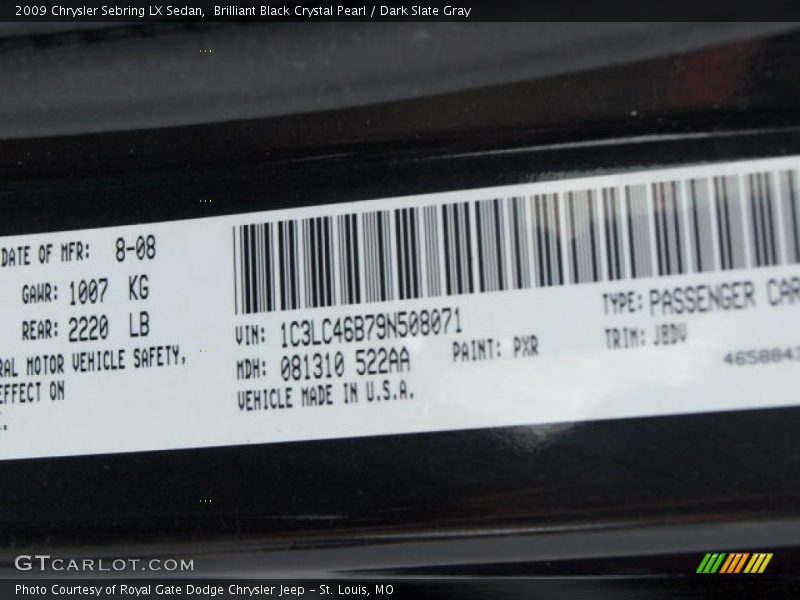 2009 Chrysler Sebring LX Sedan, Brilliant Black Crystal Pearl / Dark Slate Gray
DATE OF MFR: 8-08
GAWR: 1007 KG
REAR: 2220 LB
RAL MOTOR VEHICLE SAFETY,
EFFECT ON
VIN: 1C3LC46B79N508071
MDH: 081310 522AA
PAINT: PXR
VEHICLE MADE IN U.S.A.
TYPE: PASSENGER CAR
TRIM: J8DV
4658843
GTCARLOT.COM
Photo Courtesy of Royal Gate Dodge Chrysler Jeep - St. Louis, MO